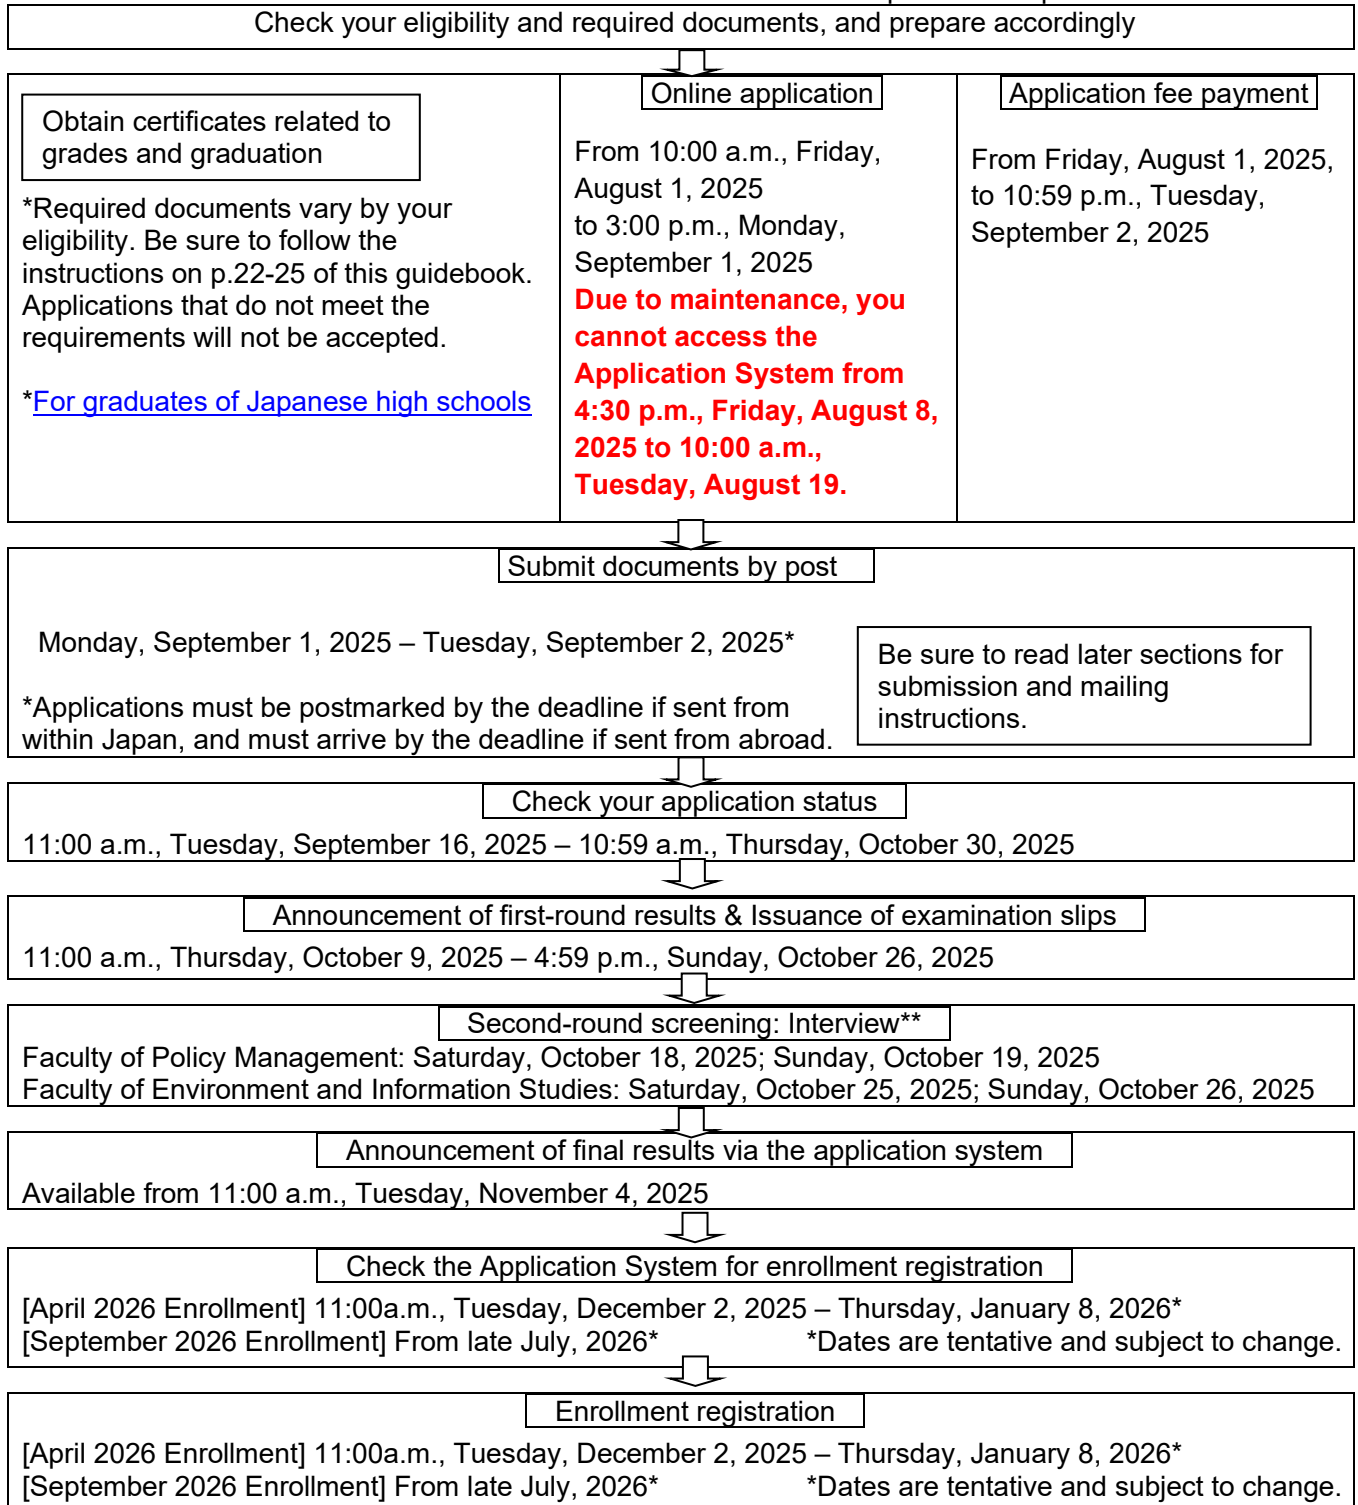 Check your eligibility and required documents, and prepare accordingly
Obtain certificates related to
grades and graduation
*Required documents vary by your
eligibility. Be sure to follow the
instructions on p.22-25 of this guidebook.
Applications that do not meet the
requirements will not be accepted.
*For graduates of Japanese high schools
Online application
From 10:00 a.m., Friday,
August 1, 2025
to 3:00 p.m., Monday,
September 1, 2025
Due to maintenance, you
cannot access the
Application System from
4:30 p.m., Friday, August 8,
2025 to 10:00 a.m.,
Tuesday, August 19.
Application fee payment
From Friday, August 1, 2025,
to 10:59 p.m., Tuesday,
September 2, 2025
Submit documents by post
Monday, September 1, 2025 – Tuesday, September 2, 2025*
*Applications must be postmarked by the deadline if sent from
within Japan, and must arrive by the deadline if sent from abroad.
Be sure to read later sections for
submission and mailing
instructions.
Check your application status
11:00 a.m., Tuesday, September 16, 2025 – 10:59 a.m., Thursday, October 30, 2025
Announcement of first-round results & Issuance of examination slips
11:00 a.m., Thursday, October 9, 2025 – 4:59 p.m., Sunday, October 26, 2025
Second-round screening: Interview**
Faculty of Policy Management: Saturday, October 18, 2025; Sunday, October 19, 2025
Faculty of Environment and Information Studies: Saturday, October 25, 2025; Sunday, October 26, 2025
Announcement of final results via the application system
Available from 11:00 a.m., Tuesday, November 4, 2025
Check the Application System for enrollment registration
[April 2026 Enrollment] 11:00a.m., Tuesday, December 2, 2025 – Thursday, January 8, 2026*
[September 2026 Enrollment] From late July, 2026* *Dates are tentative and subject to change.
Enrollment registration
[April 2026 Enrollment] 11:00a.m., Tuesday, December 2, 2025 – Thursday, January 8, 2026*
[September 2026 Enrollment] From late July, 2026* *Dates are tentative and subject to change.